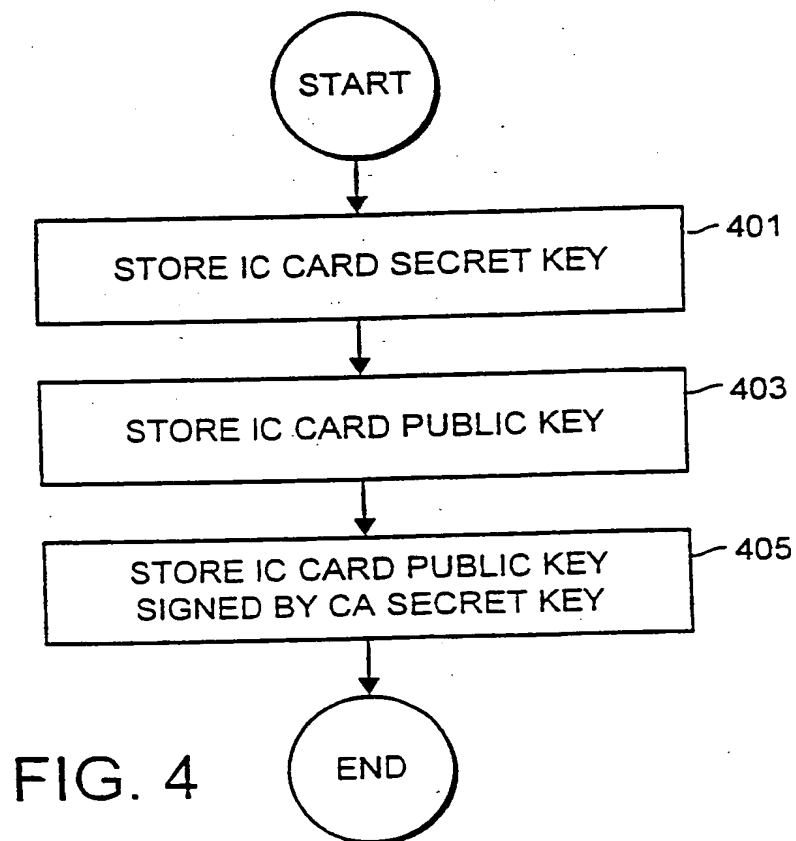 START
STORE IC CARD SECRET KEY
401
STORE IC CARD PUBLIC KEY
403
STORE IC CARD PUBLIC KEY
SIGNED BY CA SECRET KEY
405
END
FIG. 4